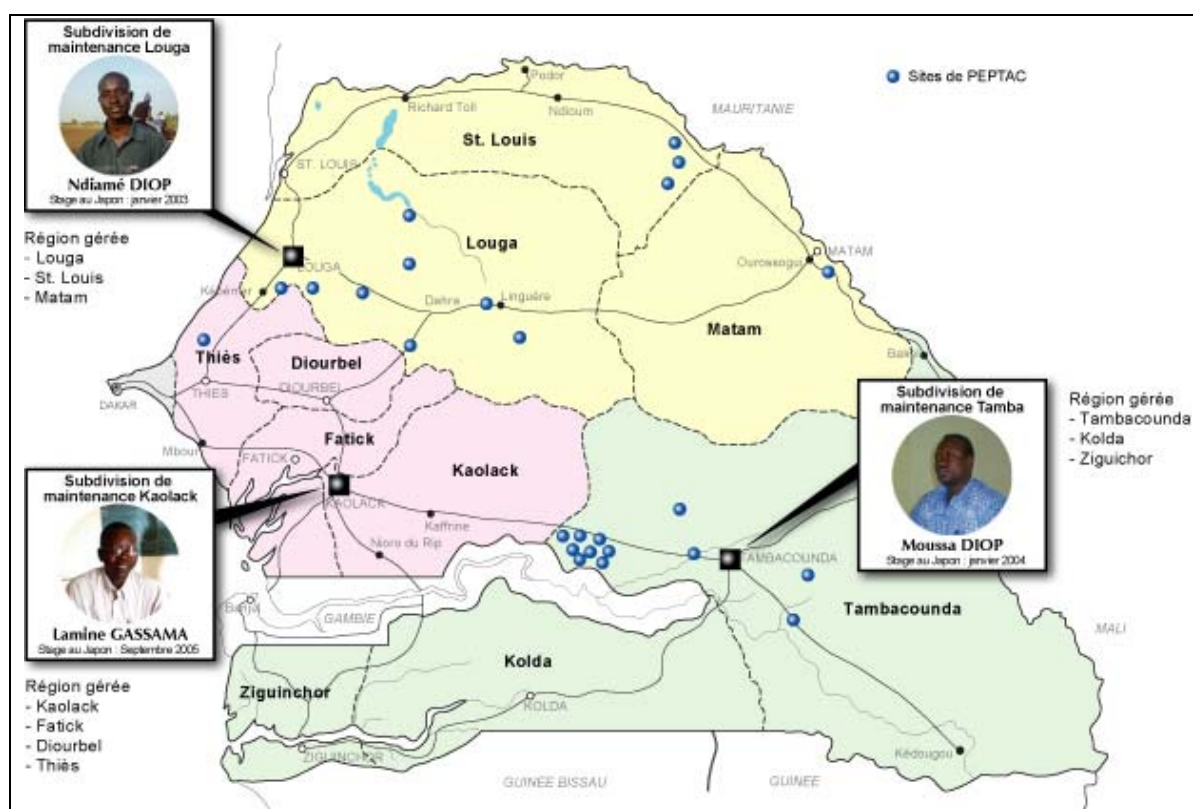 Subdivision de
maintenance Louga
Ndiamé DIOP
Stage au Japon : janvier 2003
Région gérée
- Louga
- St. Louis
- Matam
Sites de PEPTAC
MAURITANIE
Podor
Richard Toll
Ndioum
St. Louis
ST. LOUIS
Louga
LOUGA
MATAM
Ourossogui
Kébémer
Dahra
Linguère
Matam
Thiès
Diourbel
Bakel
DIOURBEL
THIES
DAKAR
Subdivision de
maintenance Tamba
Moussa DIOP
Stage au Japon : janvier 2004
Région gérée
- Tambacounda
- Kolda
- Ziguichor
Fatick
Mbour
FATICK
Kaolack
Subdivision de
maintenance Kaolack
Lamine GASSAMA
Stage au Japon : Septembre 2005
Région gérée
- Kaolack
- Fatick
- Diourbel
- Thiès
KAOLACK
Kaffrine
Nioro du Rip
TAMBACOUNDA
Banjul
GAMBIE
Tambacounda
MALI
Kolda
Ziguinchor
KOLDA
ZIGUINCHOR
Kédougou
GUINEE BISSAU
GUINEE